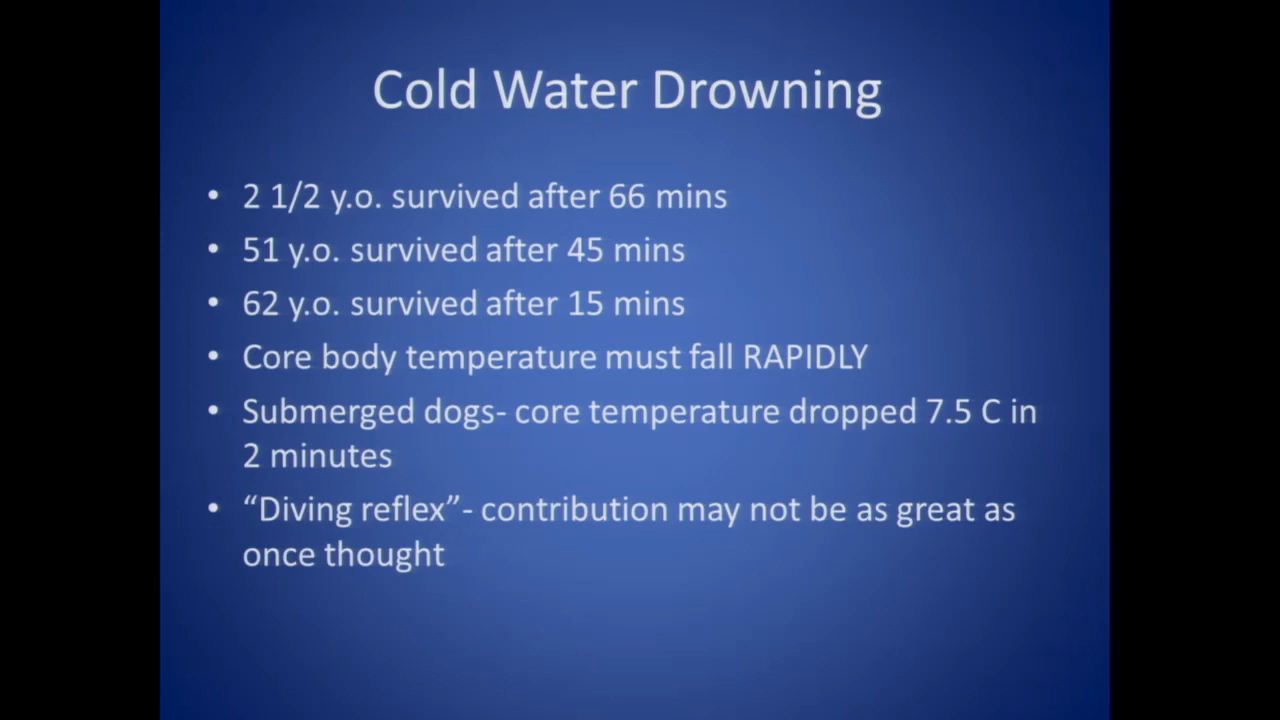 Cold Water Drowning
• 2 1/2 y.o. survived after 66 mins
• 51 y.o. survived after 45 mins
• 62 y.o. survived after 15 mins
• Core body temperature must fall RAPIDLY
• Submerged dogs- core temperature dropped 7.5 C in
2 minutes
• “Diving reflex”- contribution may not be as great as
once thought